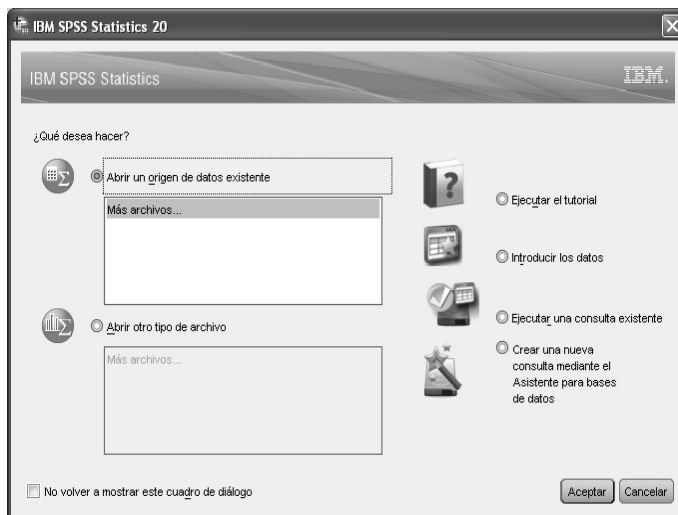 IBM SPSS Statistics 20
IBM SPSS Statistics
IBM.
¿Qué desea hacer?
Abrir un origen de datos existente
Más archivos...
Abrir otro tipo de archivo
Más archivos...
?
Ejecutar el tutorial
Introducir los datos
Ejecutar una consulta existente
Crear una nueva
consulta mediante el
Asistente para bases
de datos
No volver a mostrar este cuadro de diálogo
Aceptar
Cancelar